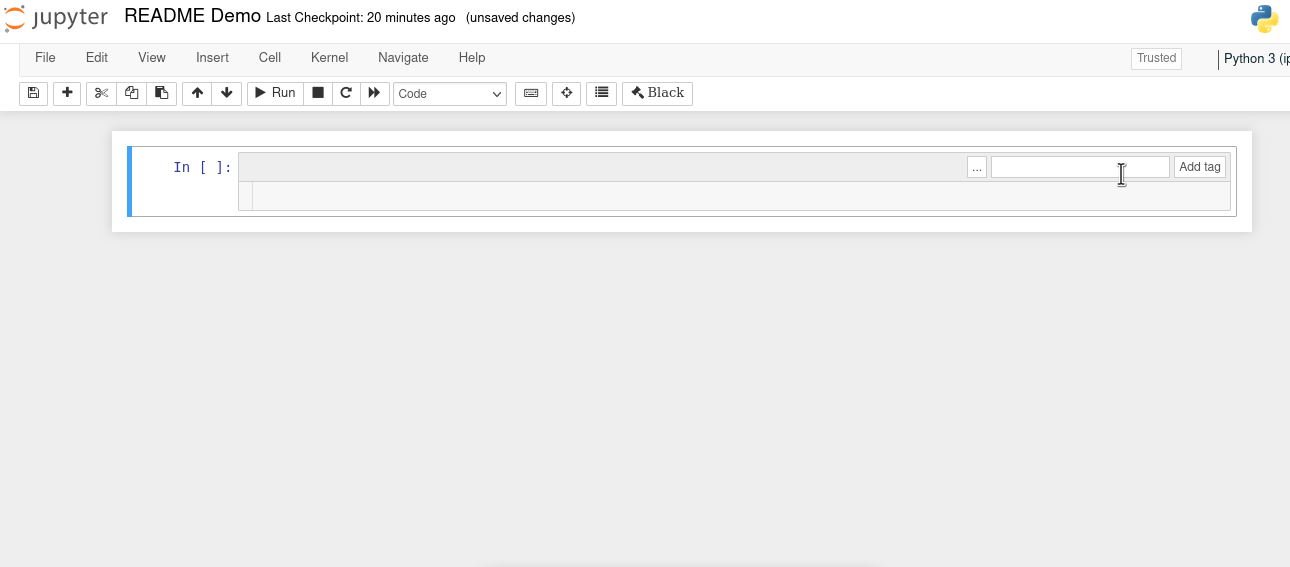 jupyter README Demo Last Checkpoint: 20 minutes ago (unsaved changes)
File Edit View Insert Cell Kernel Navigate Help Trusted Python 3 (ip
Run Code Black
In [ ]: ... Add tag